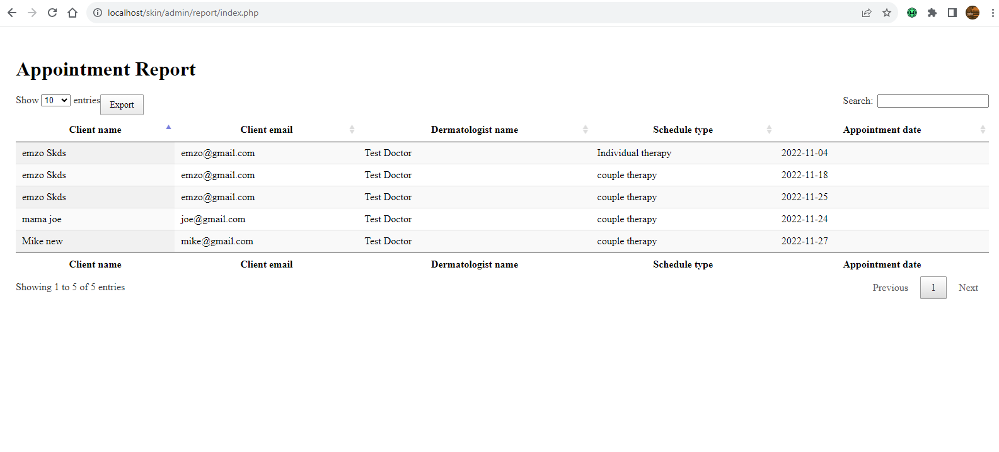 localhost/skin/admin/report/index.php
Appointment Report
Show 10 entries Export Search:
Client name Client email Dermatologist name Schedule type Appointment date
emzo Skds emzo@gmail.com Test Doctor Individual therapy 2022-11-04
emzo Skds emzo@gmail.com Test Doctor couple therapy 2022-11-18
emzo Skds emzo@gmail.com Test Doctor couple therapy 2022-11-25
mama joe joe@gmail.com Test Doctor couple therapy 2022-11-24
Mike new mike@gmail.com Test Doctor couple therapy 2022-11-27
Client name Client email Dermatologist name Schedule type Appointment date
Showing 1 to 5 of 5 entries Previous 1 Next